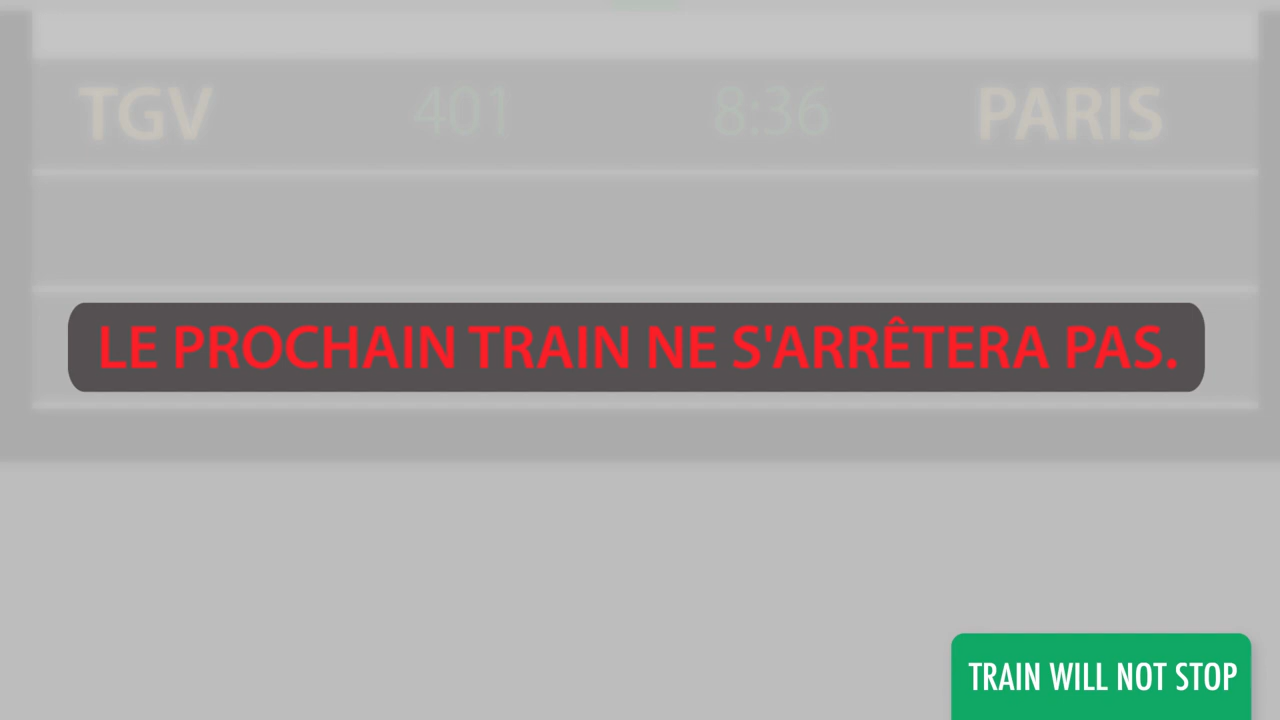 TGV 401 8:36 PARIS
LE PROCHAIN TRAIN NE S'ARRÊTERA PAS.
TRAIN WILL NOT STOP